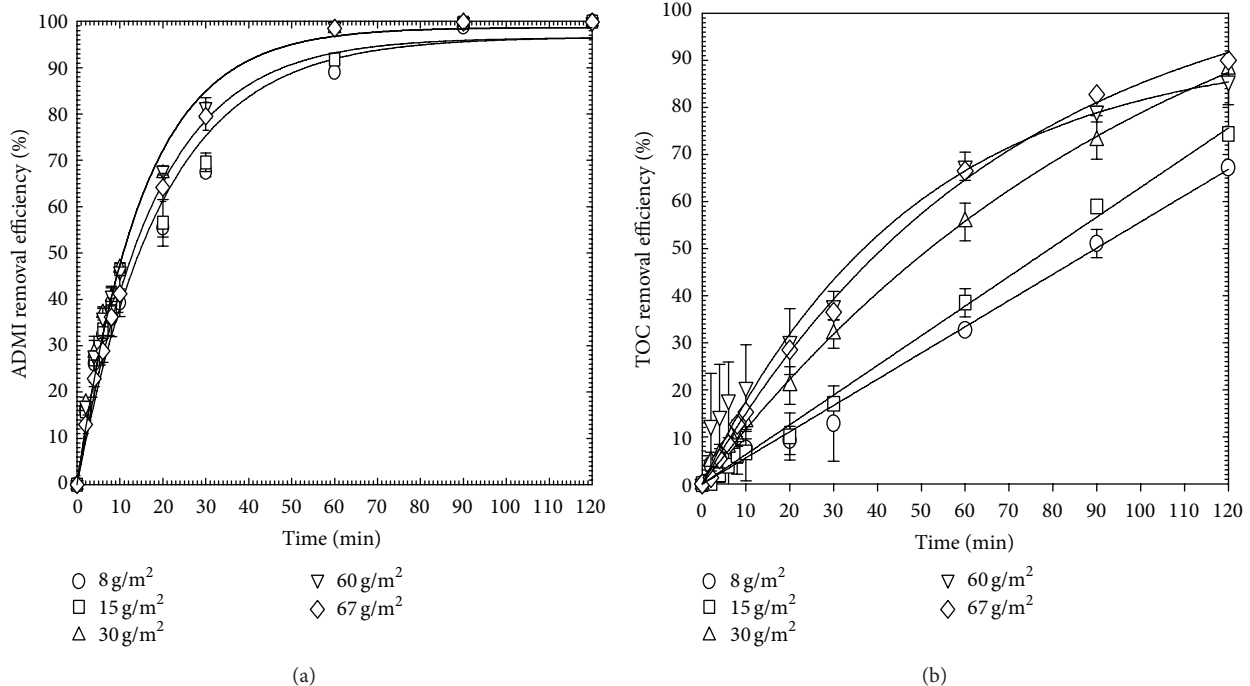 100
90
80
70
60
50
40
30
20
10
0
ADMI removal efficiency (%)
0 10 20 30 40 50 60 70 80 90 100 110 120
Time (min)
8 g/m²
15 g/m²
30 g/m²
60 g/m²
67 g/m²
(a)
100
90
80
70
60
50
40
30
20
10
0
TOC removal efficiency (%)
0 10 20 30 40 50 60 70 80 90 100 110 120
Time (min)
8 g/m²
15 g/m²
30 g/m²
60 g/m²
67 g/m²
(b)